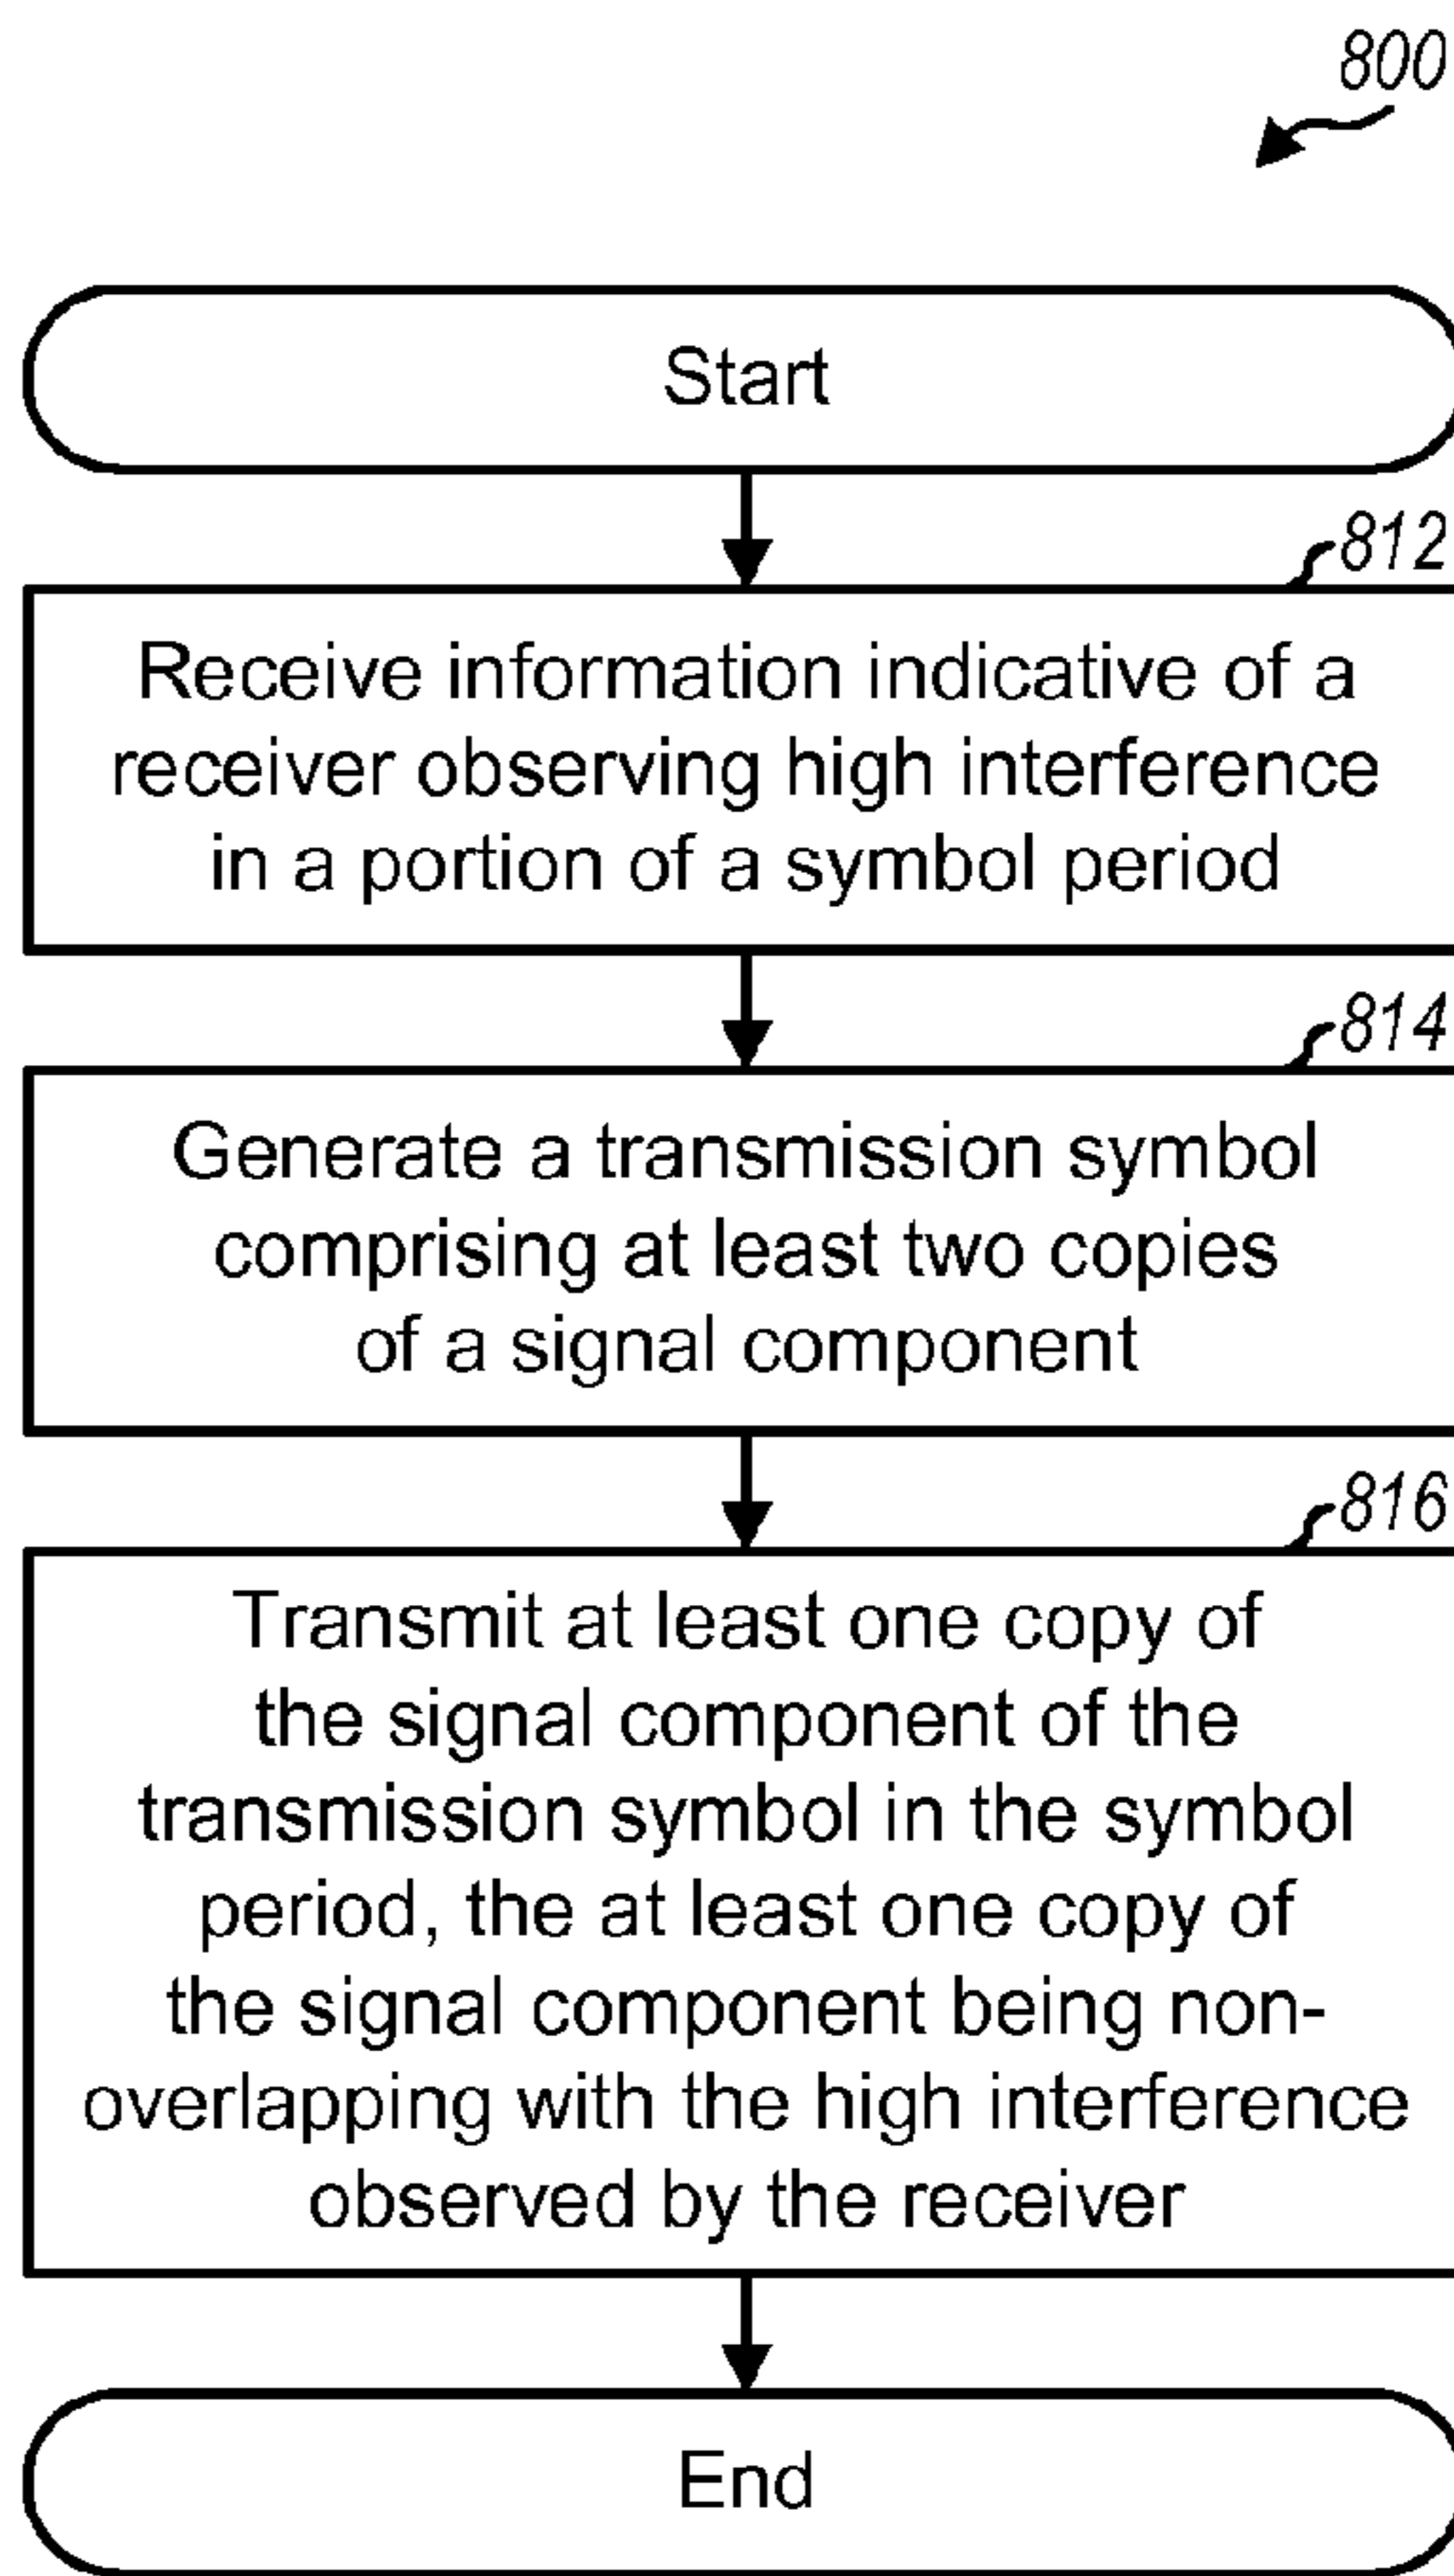 800
Start
812
Receive information indicative of a
receiver observing high interference
in a portion of a symbol period
814
Generate a transmission symbol
comprising at least two copies
of a signal component
816
Transmit at least one copy of
the signal component of the
transmission symbol in the symbol
period, the at least one copy of
the signal component being non-
overlapping with the high interference
observed by the receiver
End